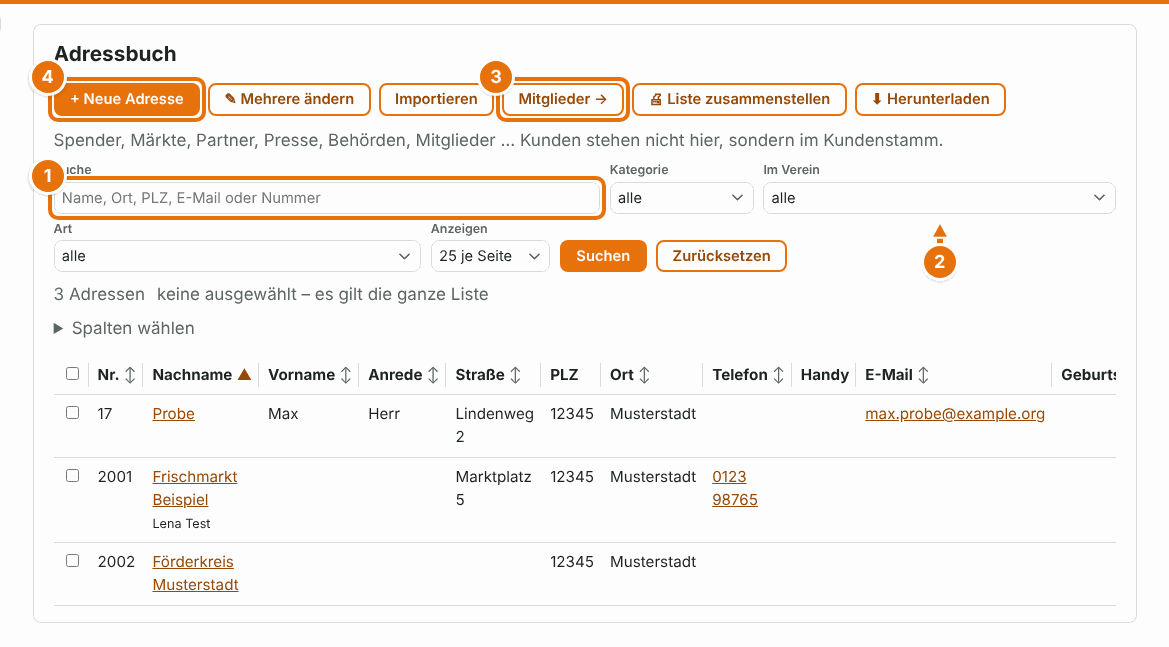 Adressbuch
4
3
+ Neue Adresse
✎ Mehrere ändern
Importieren
Mitglieder →
🖨 Liste zusammenstellen
⬇ Herunterladen
Spender, Märkte, Partner, Presse, Behörden, Mitglieder ... Kunden stehen nicht hier, sondern im Kundenstamm.
1
uche
Kategorie
Im Verein
Name, Ort, PLZ, E-Mail oder Nummer
alle
alle
Art
Anzeigen
2
alle
25 je Seite
Suchen
Zurücksetzen
3 Adressen keine ausgewählt – es gilt die ganze Liste
▶ Spalten wählen
Nr. ↕ Nachname ▲ Vorname ↕ Anrede ↕ Straße ↕ PLZ Ort ↕ Telefon ↕ Handy E-Mail ↕ Geburts
17 Probe Max Herr Lindenweg 12345 Musterstadt max.probe@example.org
2
2001 Frischmarkt Marktplatz 12345 Musterstadt 0123
Beispiel 5 98765
Lena Test
2002 Förderkreis 12345 Musterstadt
Musterstadt